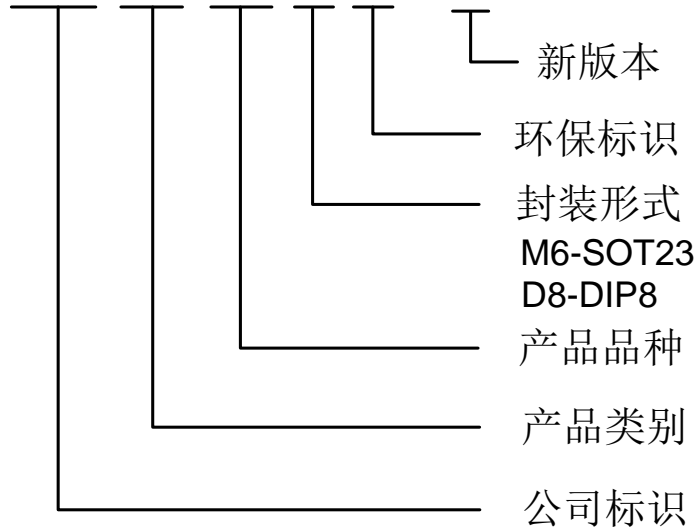 新版本
环保标识
封装形式
M6-SOT23
D8-DIP8
产品品种
产品类别
公司标识